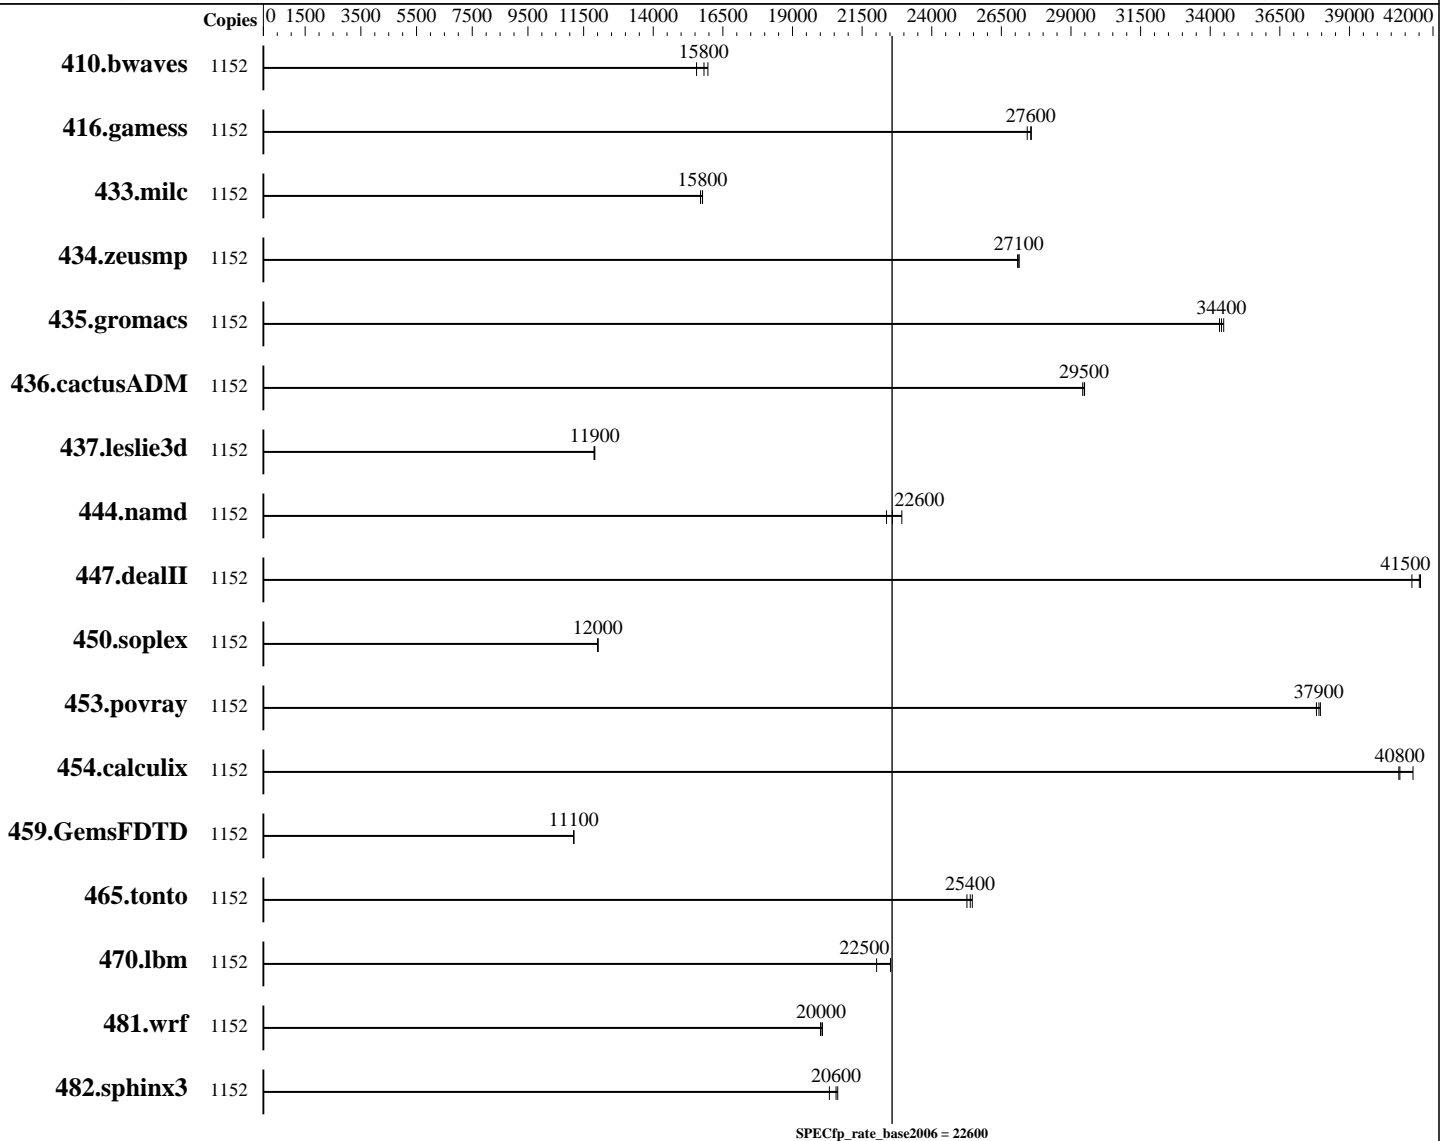 Copies 0 1500 3500 5500 7500 9500 11500 14000 16500 19000 21500 24000 26500 29000 31500 34000 36500 39000 42000
410.bwaves 1152 15800
416.gamess 1152 27600
433.milc 1152 15800
434.zeusmp 1152 27100
435.gromacs 1152 34400
436.cactusADM 1152 29500
437.leslie3d 1152 11900
444.namd 1152 22600
447.dealII 1152 41500
450.soplex 1152 12000
453.povray 1152 37900
454.calculix 1152 40800
459.GemsFDTD 1152 11100
465.tonto 1152 25400
470.lbm 1152 22500
481.wrf 1152 20000
482.sphinx3 1152 20600
SPECfp_rate_base2006 = 22600